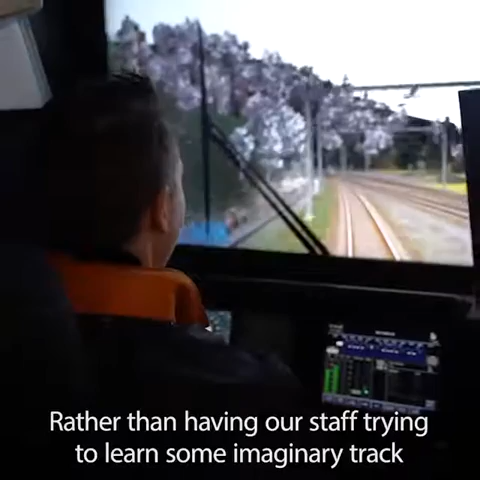 Rather than having our staff trying
to learn some imaginary track